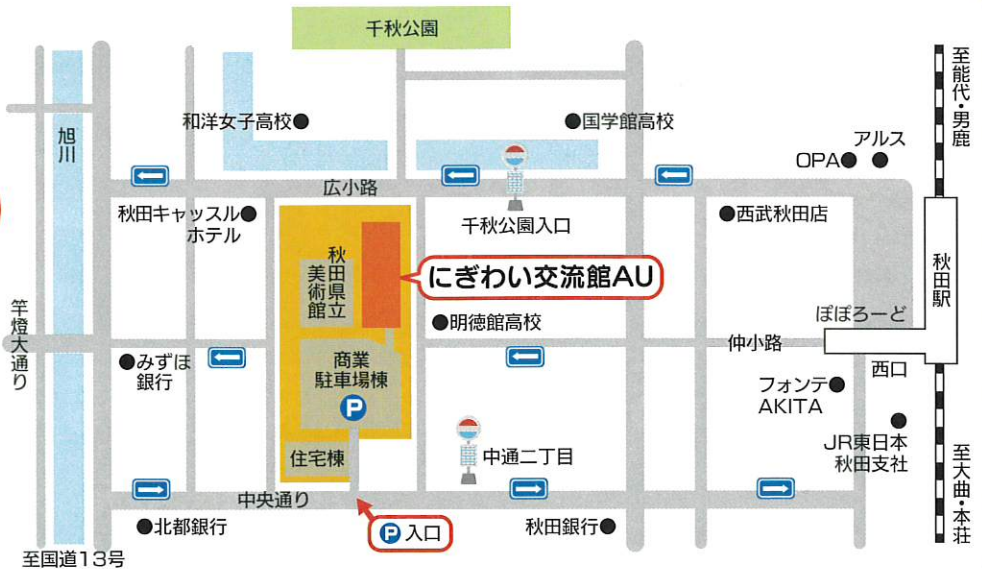 千秋公園
至能代・男鹿
旭川
和洋女子高校
国学館高校
アルス
OPA
広小路
秋田キャッスル
ホテル
千秋公園入口
西武秋田店
秋田県立
美術館
にぎわい交流館AU
秋田駅
竿燈大通り
明徳館高校
ぽぽろーど
仲小路
みずほ
銀行
商業
駐車場棟
P
西口
フォンテ
AKITA
JR東日本
秋田支社
住宅棟
中通二丁目
至大曲・本荘
中央通り
北都銀行
P 入口
秋田銀行
至国道13号